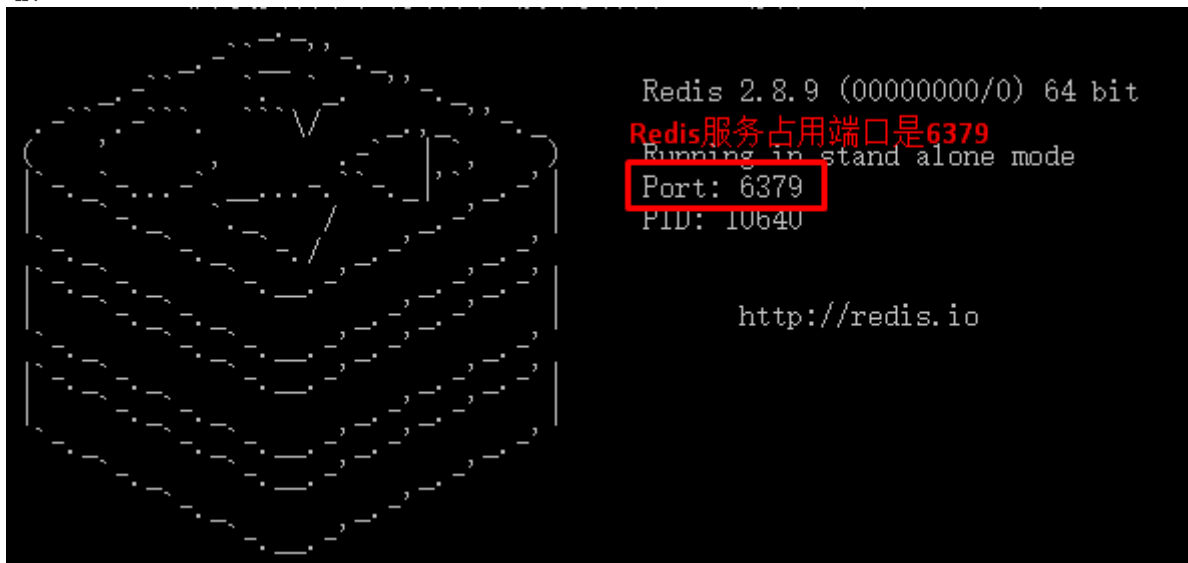 Redis 2.8.9 (00000000/0) 64 bit
Redis服务占用端口是6379
Running in stand alone mode
Port: 6379
PID: 10640
http://redis.io